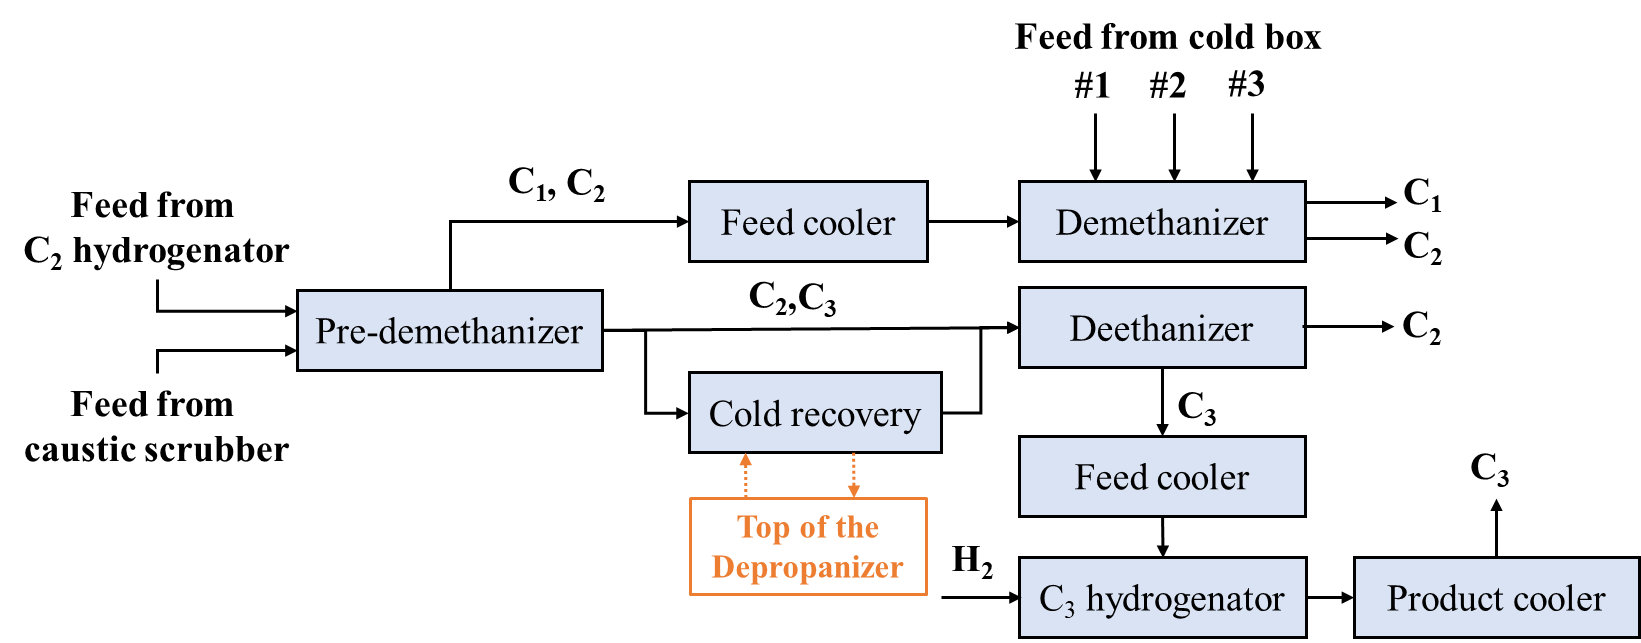 Feed from cold box
#1 #2 #3
C₁, C₂
Feed cooler
Demethanizer
C₁
C₂
Feed from
C₂ hydrogenator
Pre-demethanizer
C₂,C₃
Deethanizer
C₂
Feed from
caustic scrubber
Cold recovery
C₃
Top of the
Depropanizer
Feed cooler
C₃
H₂
C₃ hydrogenator
Product cooler